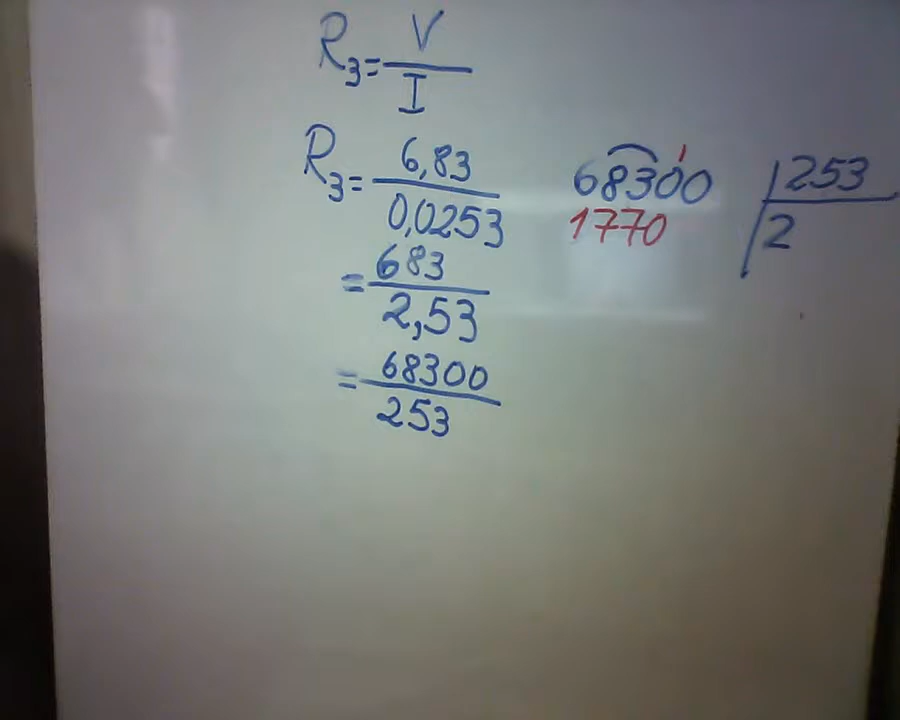 R3 = V / I
R3 = 6,83 / 0,0253
= 683 / 2,53
= 68300 / 253
68300' | 253
1770 | 2